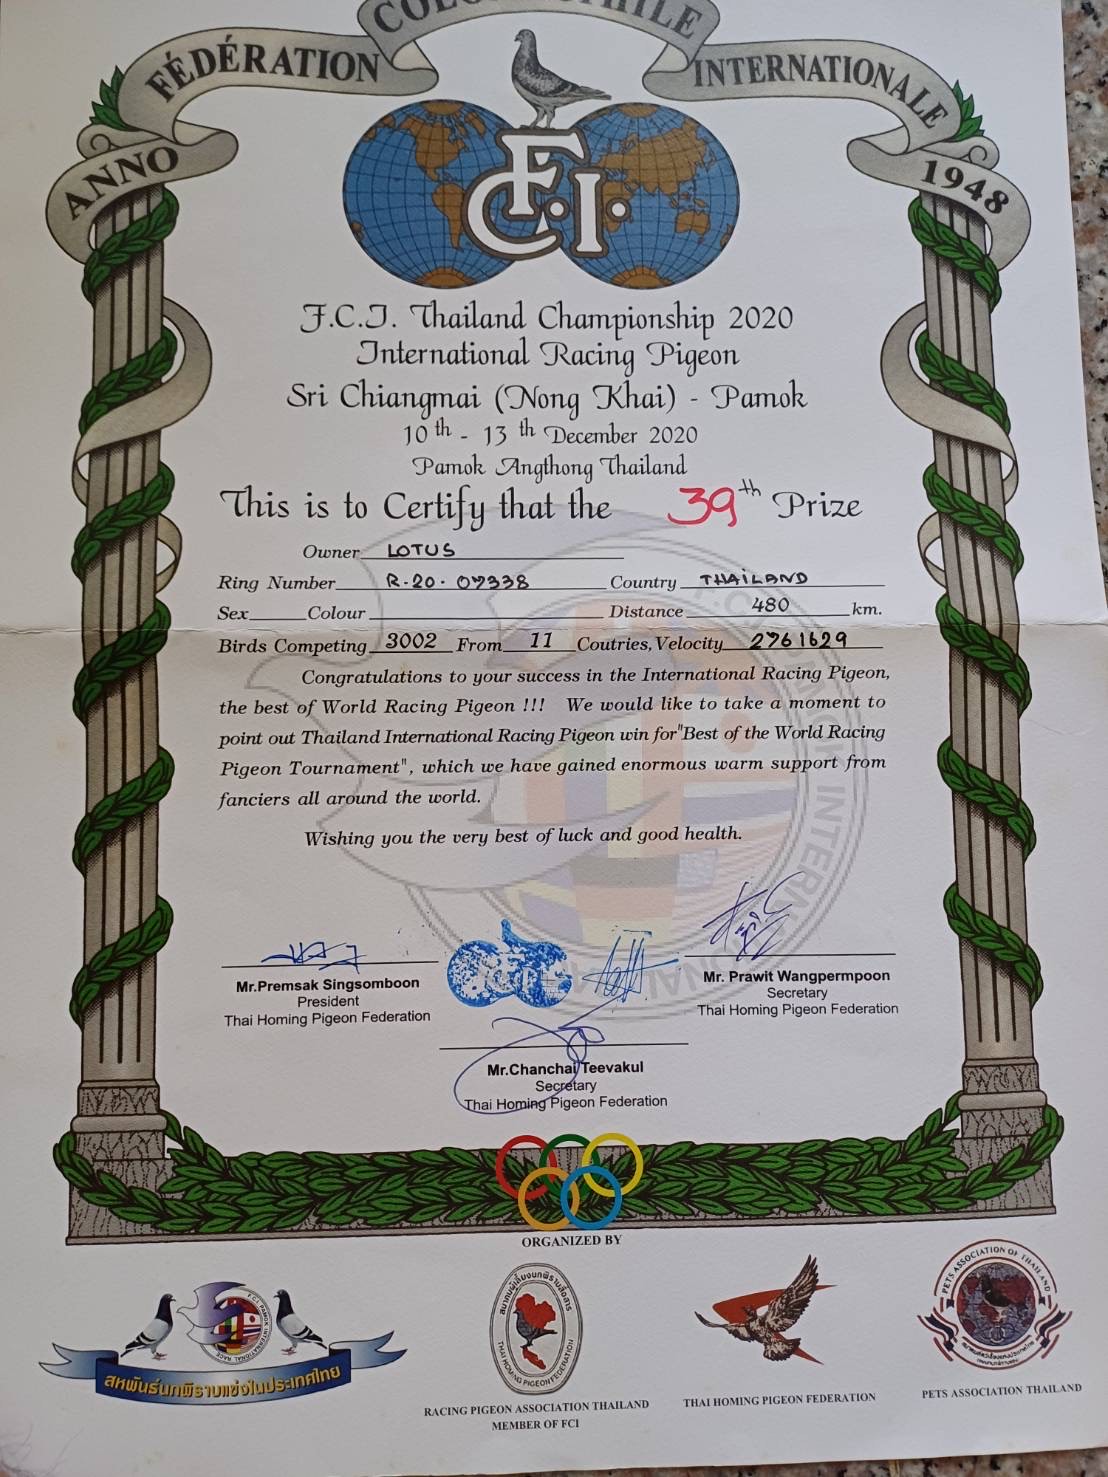 FÉDÉRATION
INTERNATIONALE
ANNO
1948
F.C.I.
F.C.I. Thailand Championship 2020
International Racing Pigeon
Sri Chiangmai (Nong Khai) - Pamok
10th - 13th December 2020
Pamok Angthong Thailand
This is to Certify that the 39th Prize
Owner LOTUS
Ring Number R-20-07338 Country THAILAND
Sex Colour Distance 480 km.
Birds Competing 3002 From 11 Coutries, Velocity 2761629
Congratulations to your success in the International Racing Pigeon,
the best of World Racing Pigeon !!! We would like to take a moment to
point out Thailand International Racing Pigeon win for"Best of the World Racing
Pigeon Tournament", which we have gained enormous warm support from
fanciers all around the world.
Wishing you the very best of luck and good health.
Mr.Premsak Singsomboon
President
Thai Homing Pigeon Federation
Mr. Prawit Wangpermpoon
Secretary
Thai Homing Pigeon Federation
Mr.Chanchai Teevakul
Secretary
Thai Homing Pigeon Federation
ORGANIZED BY
สหพันธ์นกพิราบแข่งในประเทศไทย
THAI HOMING PIGEON FEDERATION
RACING PIGEON ASSOCIATION THAILAND
MEMBER OF FCI
THAI HOMING PIGEON FEDERATION
PETS ASSOCIATION OF THAILAND
PETS ASSOCIATION THAILAND